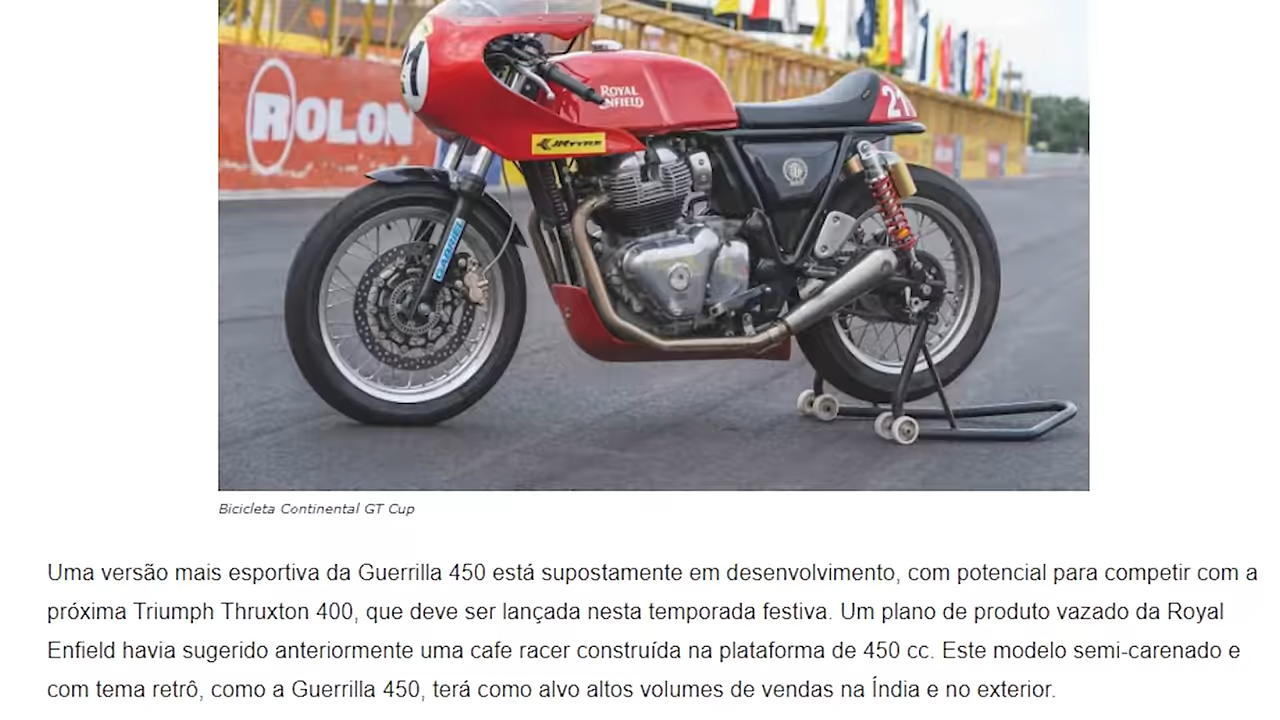 21
ROYAL
ENFIELD
21
ROLON
JK TYRE
GABRIEL
Bicicleta Continental GT Cup
Uma versão mais esportiva da Guerrilla 450 está supostamente em desenvolvimento, com potencial para competir com a
próxima Triumph Thruxton 400, que deve ser lançada nesta temporada festiva. Um plano de produto vazado da Royal
Enfield havia sugerido anteriormente uma cafe racer construída na plataforma de 450 cc. Este modelo semi-carenado e
com tema retrô, como a Guerrilla 450, terá como alvo altos volumes de vendas na Índia e no exterior.